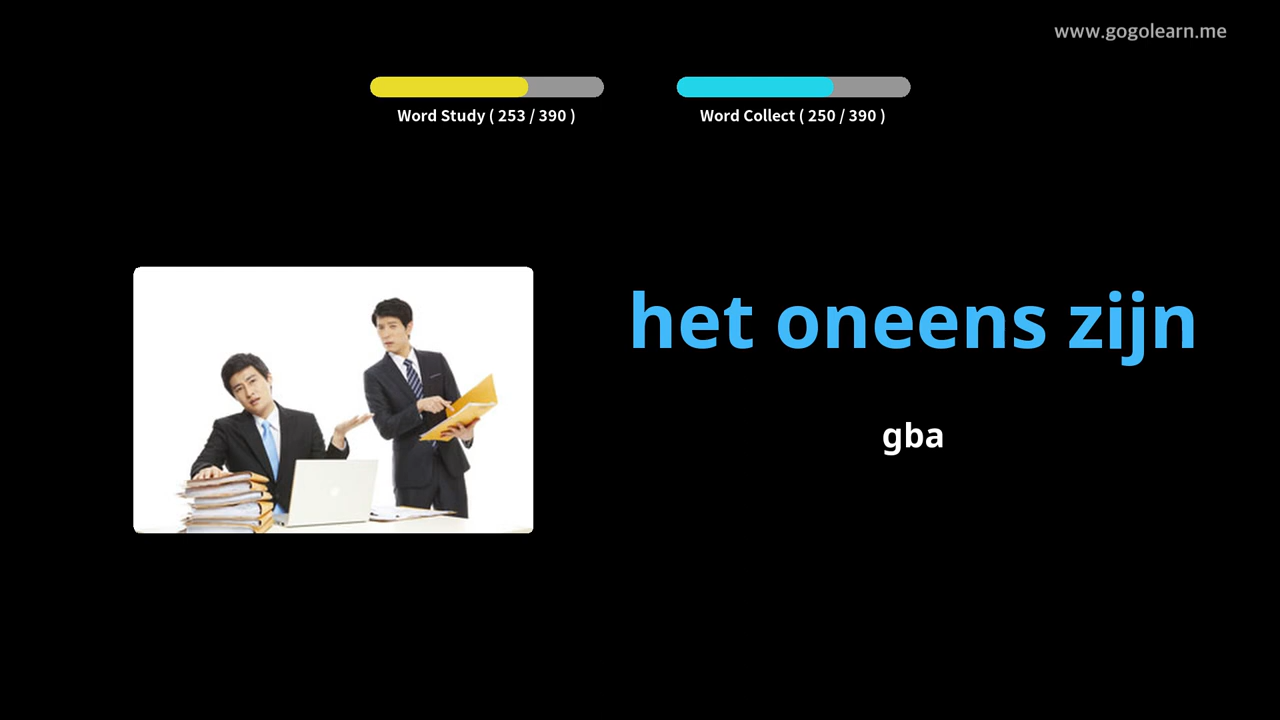 www.gogolearn.me
Word Study ( 253 / 390 )
Word Collect ( 250 / 390 )
het oneens zijn
gba